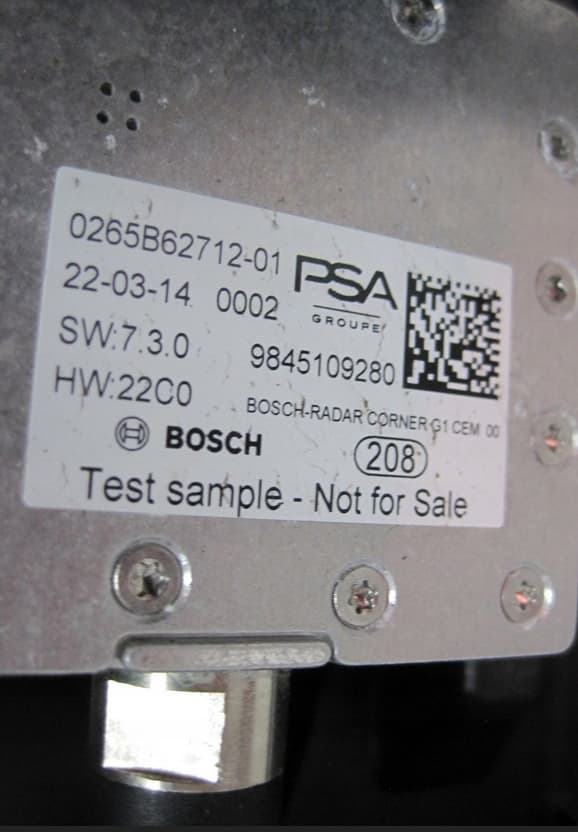 0265B62712-01
22-03-14 0002
PSA
GROUPE
SW:7.3.0
9845109280
HW:22C0
BOSCH-RADAR CORNER G1 CEM 00
BOSCH
208
Test sample - Not for Sale